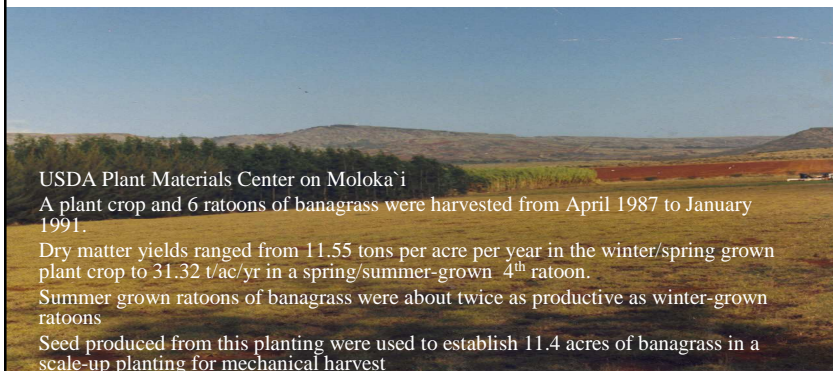 USDA Plant Materials Center on Moloka`i
A plant crop and 6 ratoons of banagrass were harvested from April 1987 to January
1991.
Dry matter yields ranged from 11.55 tons per acre per year in the winter/spring grown
plant crop to 31.32 t/ac/yr in a spring/summer-grown 4th ratoon.
Summer grown ratoons of banagrass were about twice as productive as winter-grown
ratoons
Seed produced from this planting were used to establish 11.4 acres of banagrass in a
scale-up planting for mechanical harvest